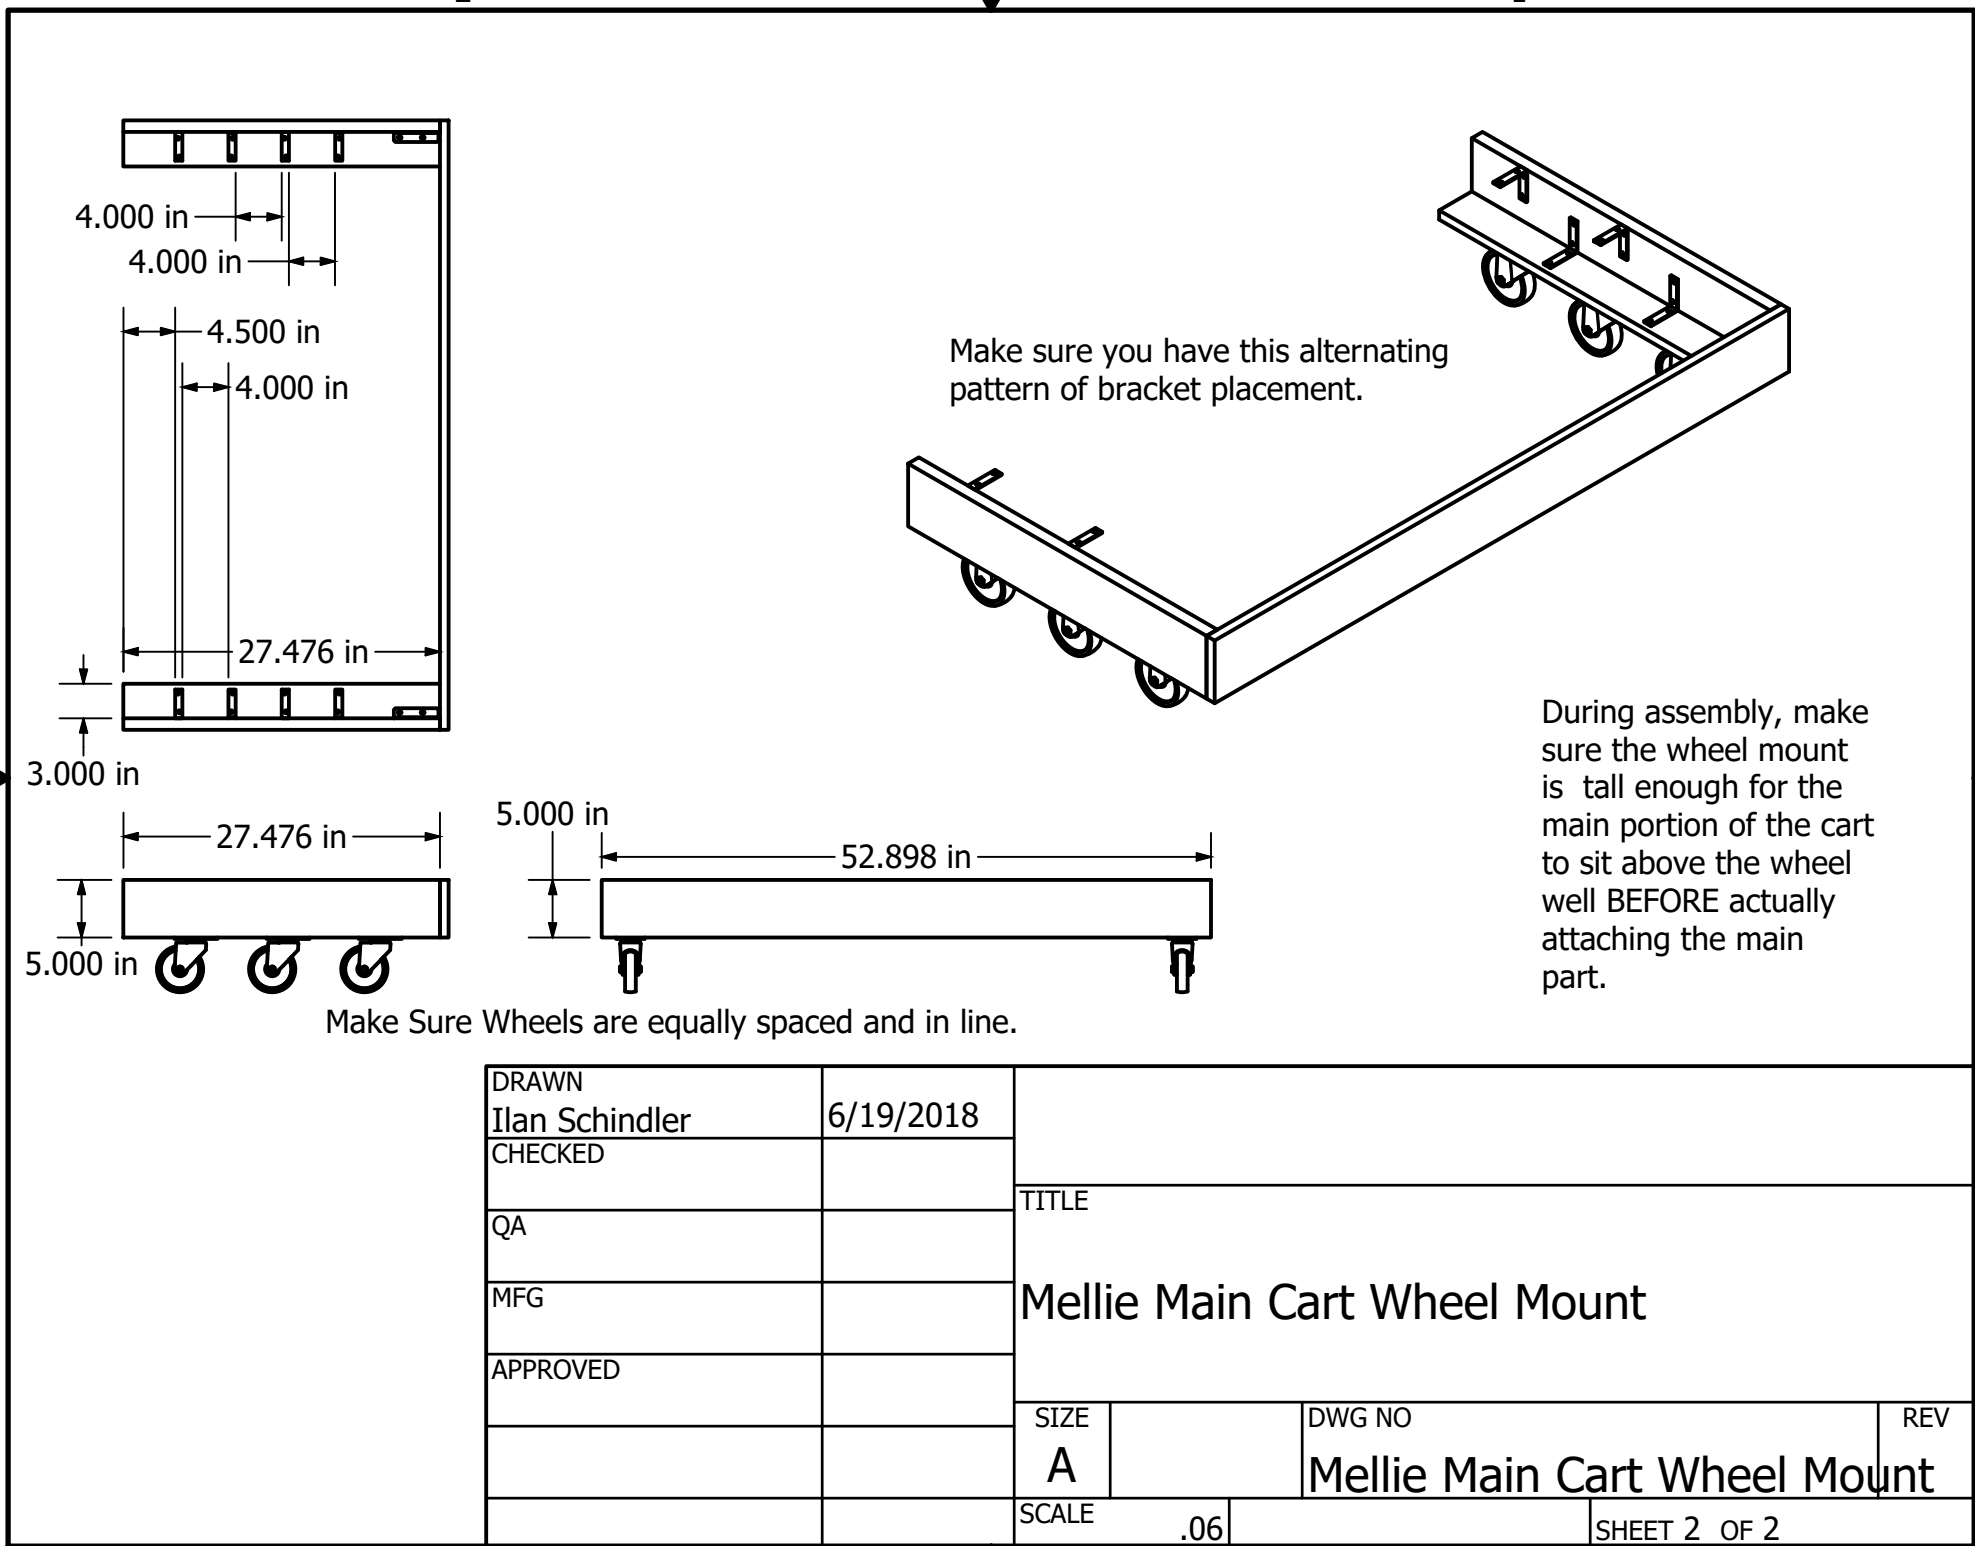 4.000 in
4.000 in
4.500 in
4.000 in
Make sure you have this alternating
pattern of bracket placement.
27.476 in
3.000 in
During assembly, make
sure the wheel mount
is  tall enough for the
main portion of the cart
to sit above the wheel
well BEFORE actually
attaching the main
part.
27.476 in
5.000 in
5.000 in
52.898 in
Make Sure Wheels are equally spaced and in line.
DRAWN
Ilan Schindler
6/19/2018
CHECKED
QA
MFG
APPROVED
TITLE
Mellie Main Cart Wheel Mount
SIZE
A
DWG NO
Mellie Main Cart Wheel Mount
REV
SCALE
.06
SHEET 2 OF 2